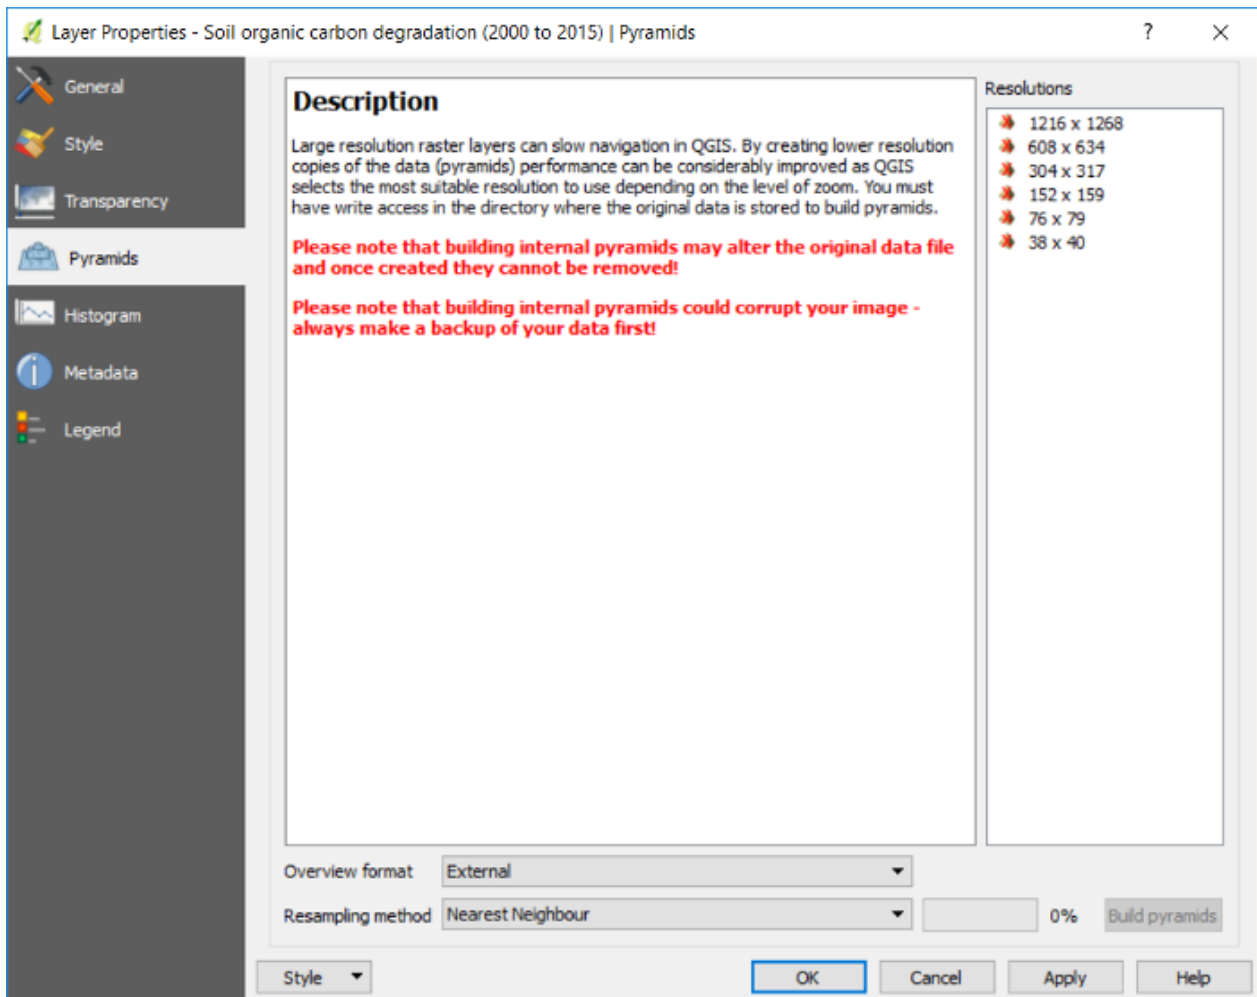 Layer Properties - Soil organic carbon degradation (2000 to 2015) | Pyramids
General
Style
Transparency
Pyramids
Histogram
Metadata
Legend
Description
Large resolution raster layers can slow navigation in QGIS. By creating lower resolution
copies of the data (pyramids) performance can be considerably improved as QGIS
selects the most suitable resolution to use depending on the level of zoom. You must
have write access in the directory where the original data is stored to build pyramids.
Please note that building internal pyramids may alter the original data file
and once created they cannot be removed!
Please note that building internal pyramids could corrupt your image -
always make a backup of your data first!
Resolutions
1216 x 1268
608 x 634
304 x 317
152 x 159
76 x 79
38 x 40
Overview format External
Resampling method Nearest Neighbour 0% Build pyramids
Style OK Cancel Apply Help